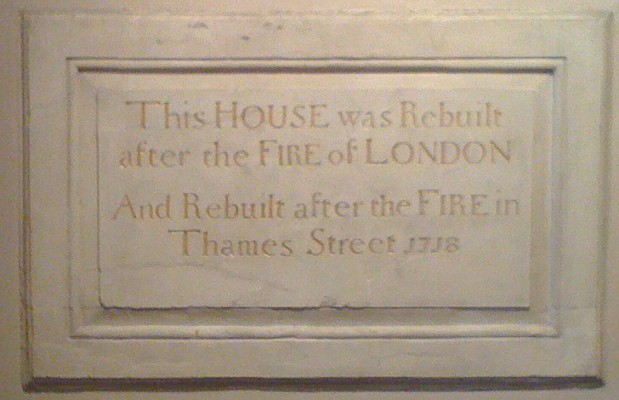 This HOUSE was Rebuilt
after the FIRE of LONDON
And Rebuilt after the FIRE in
Thames Street 1718